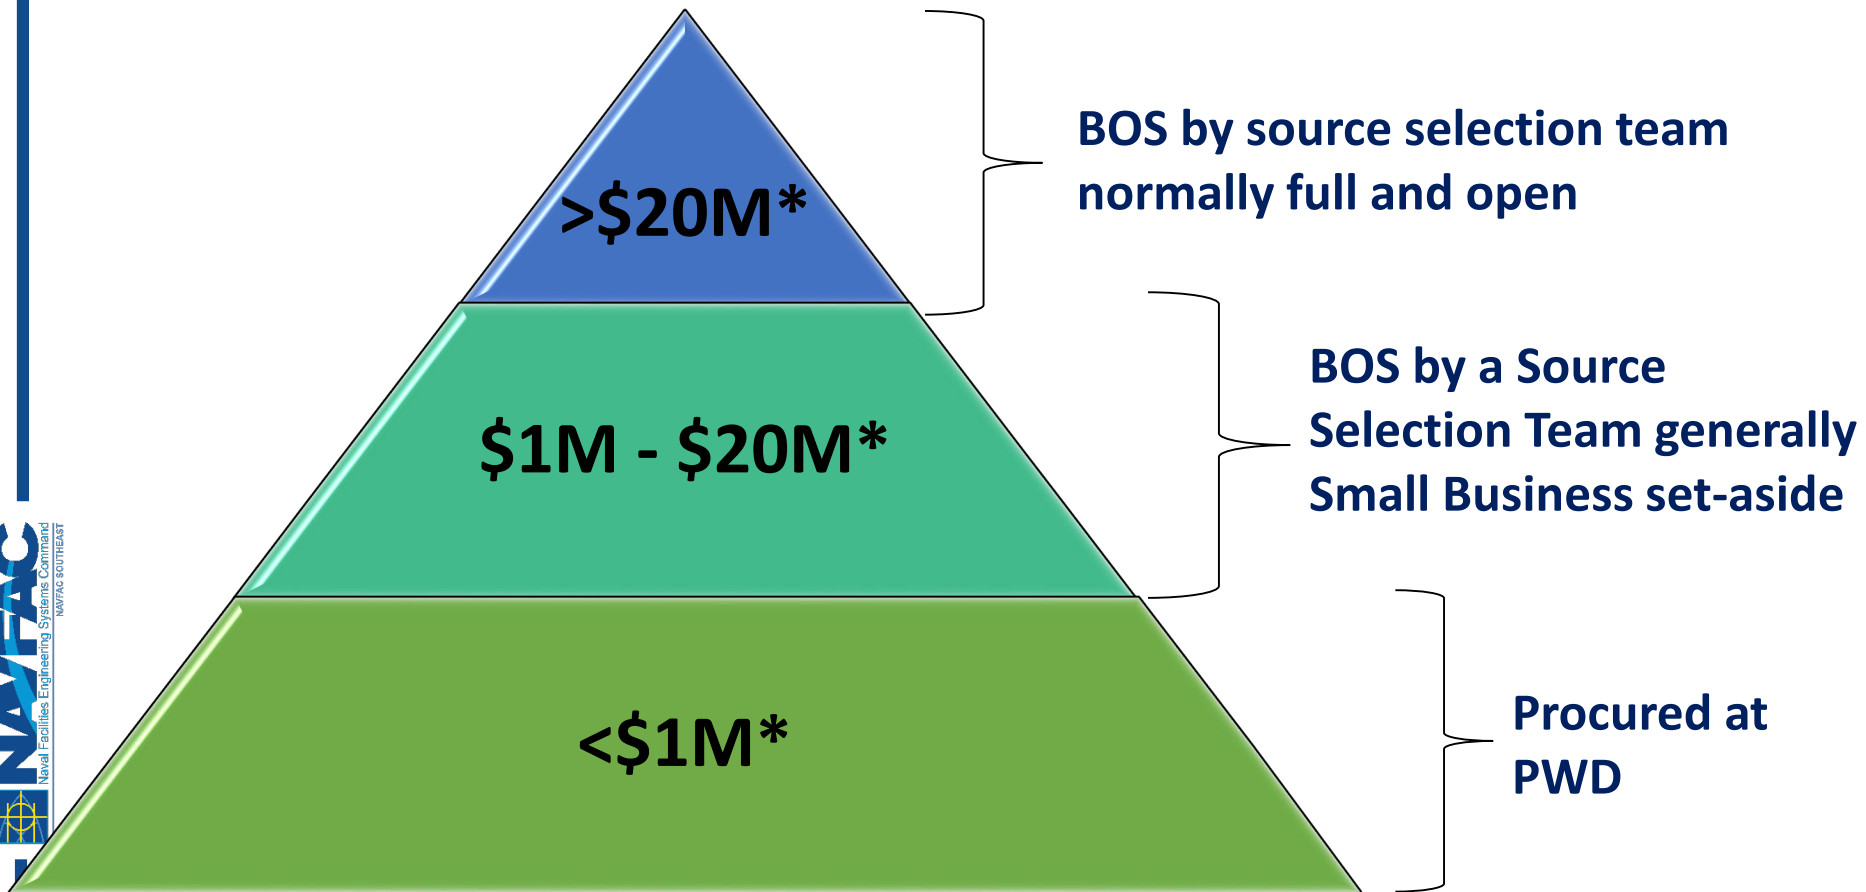 >$20M*
BOS by source selection team
normally full and open
$1M - $20M*
BOS by a Source
Selection Team generally
Small Business set-aside
<$1M*
Procured at
PWD
NAVFAC
Naval Facilities Engineering Systems Command
NAVFAC SOUTHEAST